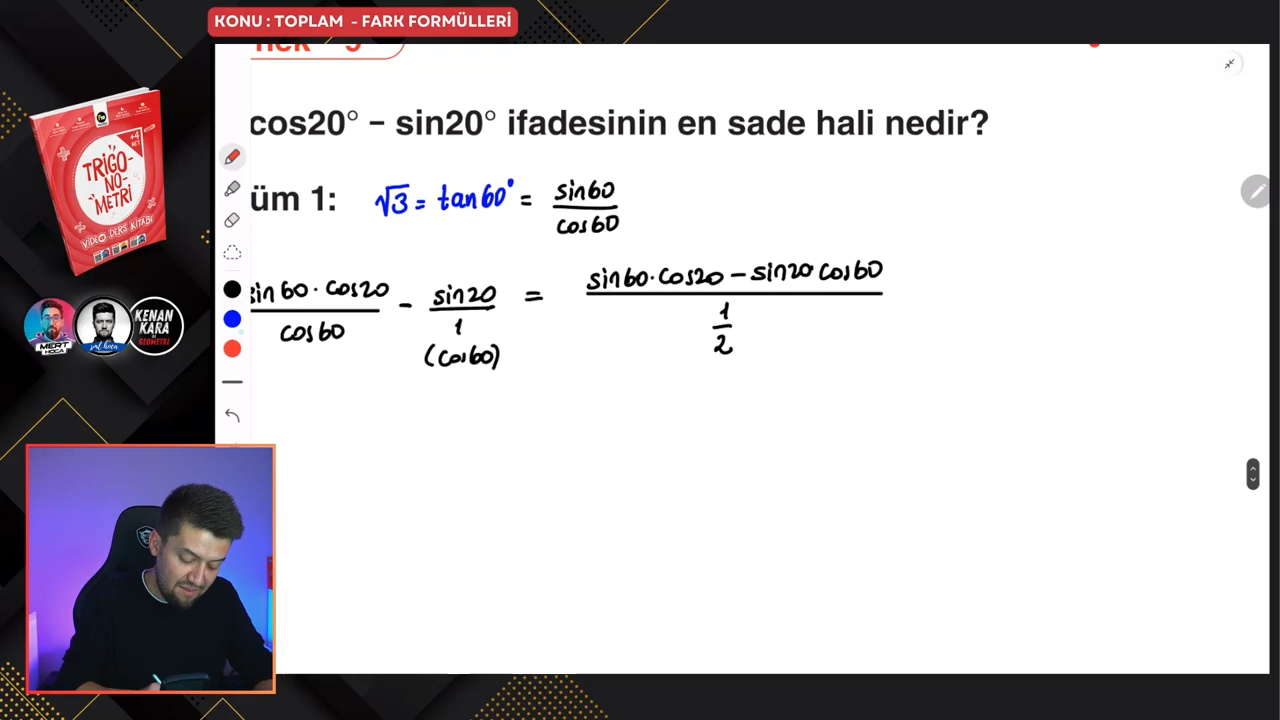 KONU : TOPLAM - FARK FORMÜLLERİ
cos20° – sin20° ifadesinin en sade hali nedir?
üm 1: √3 = tan60° = sin60 / cos60
sin60·cos20 / cos60 - sin20 / 1 = sin60·cos20 - sin20 cos60 / 1/2
(cos60)
TRİGO-
NO-
METRİ
VİDEO DERS KİTABI
MERT
HOCA
KENAN
KARA
GEOMETRİ